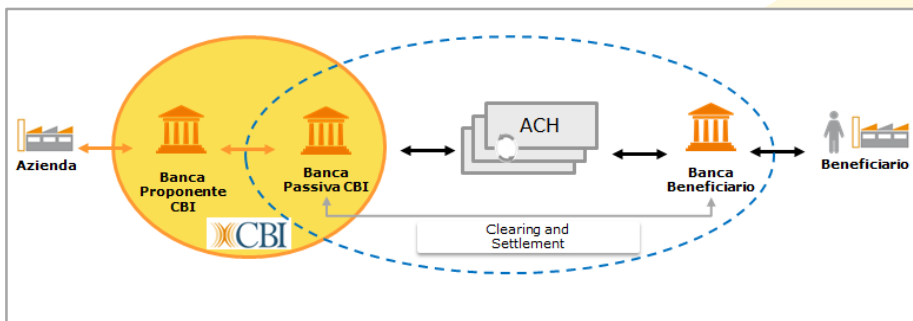 Azienda
Banca
Proponente
CBI
CBI
Banca
Passiva CBI
ACH
Clearing and
Settlement
Banca
Beneficiario
Beneficiario